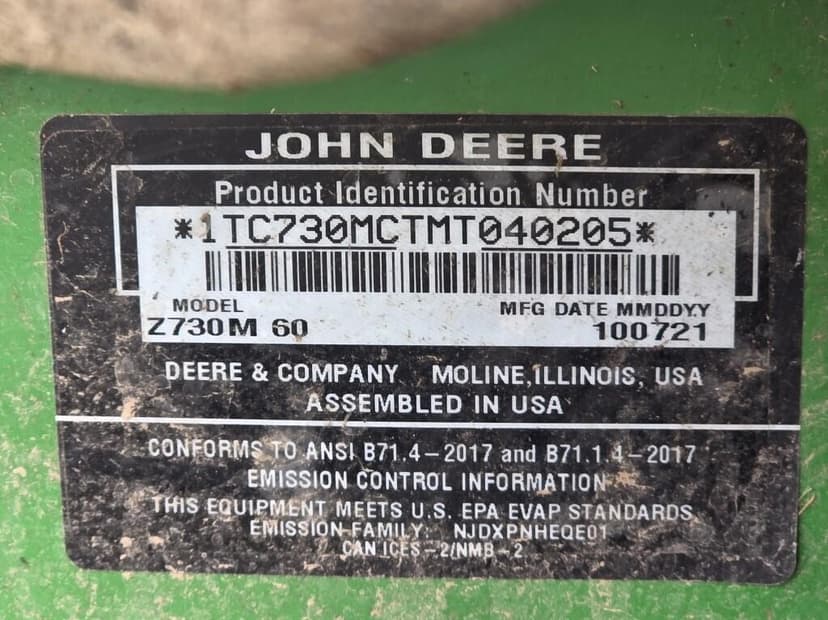 JOHN DEERE
Product Identification Number
*1TC730MCTMT040205*
MODEL
Z730M 60
MFG DATE MMDDYY
100721
DEERE & COMPANY MOLINE, ILLINOIS, USA
ASSEMBLED IN USA
CONFORMS TO ANSI B71.4-2017 and B71.1.4-2017
EMISSION CONTROL INFORMATION
THIS EQUIPMENT MEETS U.S. EPA EVAP STANDARDS
EMISSION FAMILY: NJDXPNHEQE01
CAN ICES-2/NMB-2